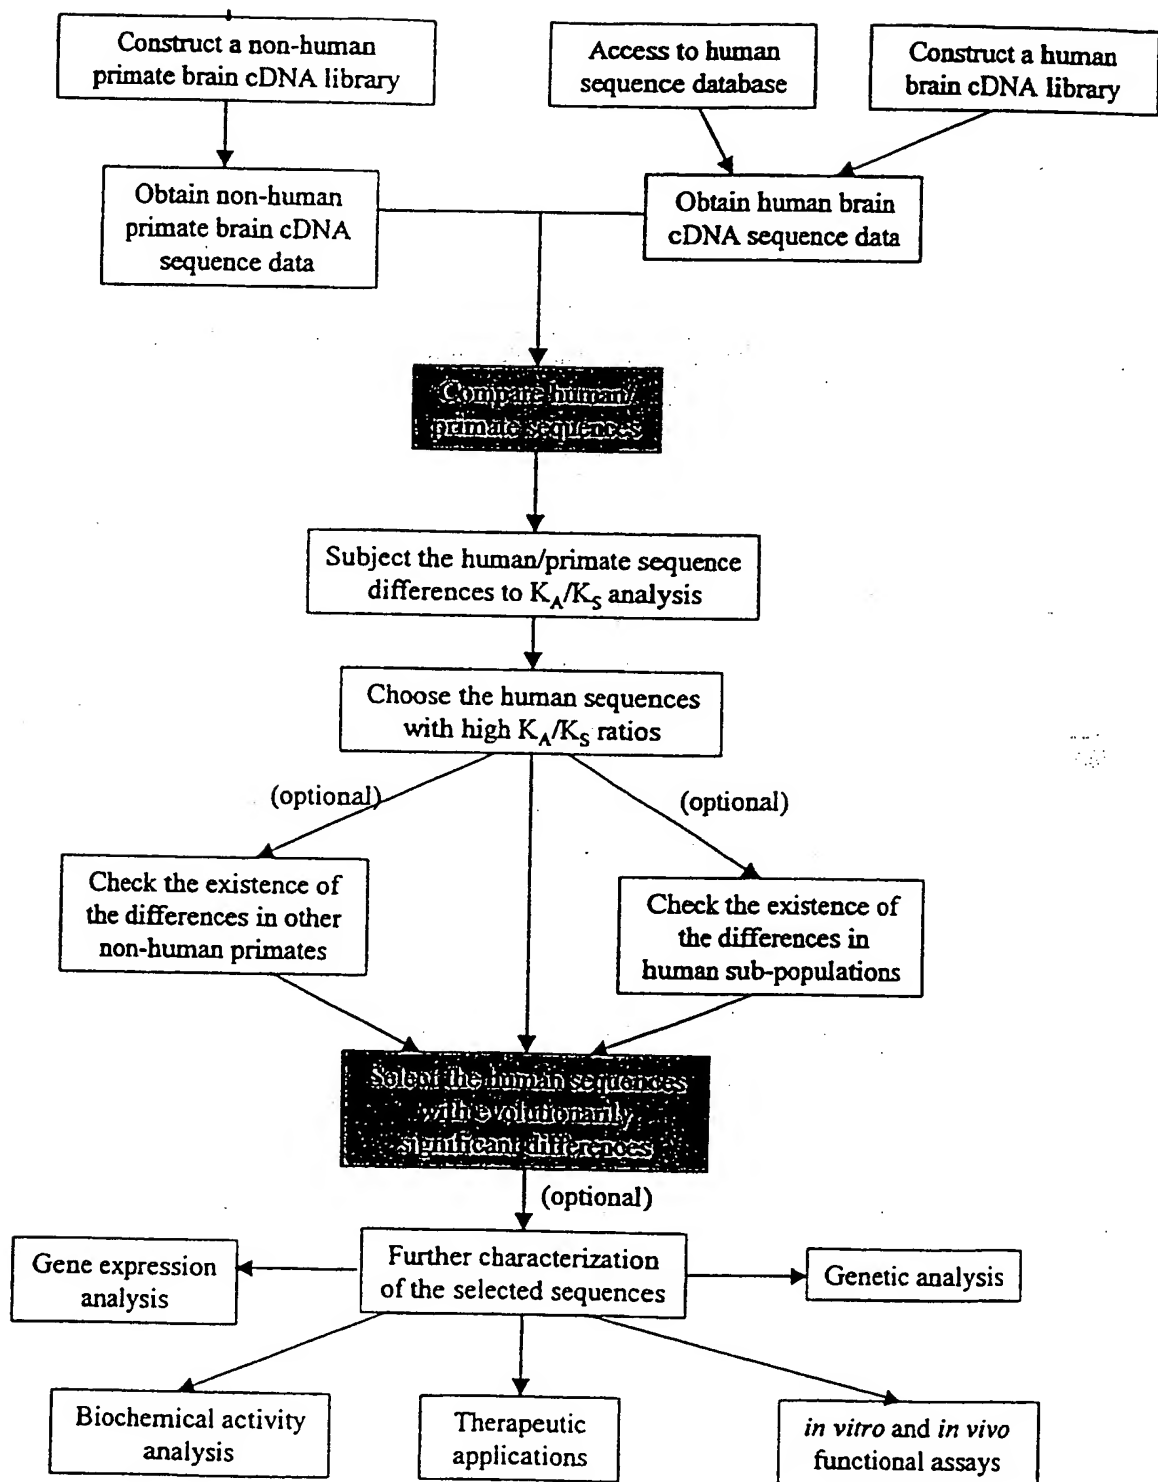 Construct a non-human
primate brain cDNA library
Access to human
sequence database
Construct a human
brain cDNA library
Obtain non-human
primate brain cDNA
sequence data
Obtain human brain
cDNA sequence data
Compare human/
primate sequences
Subject the human/primate sequence
differences to K_A/K_S analysis
Choose the human sequences
with high K_A/K_S ratios
(optional)
(optional)
Check the existence of
the differences in other
non-human primates
Check the existence of
the differences in
human sub-populations
Select the human sequences
with evolutionarily
significant differences
(optional)
Gene expression
analysis
Further characterization
of the selected sequences
Genetic analysis
Biochemical activity
analysis
Therapeutic
applications
in vitro and in vivo
functional assays